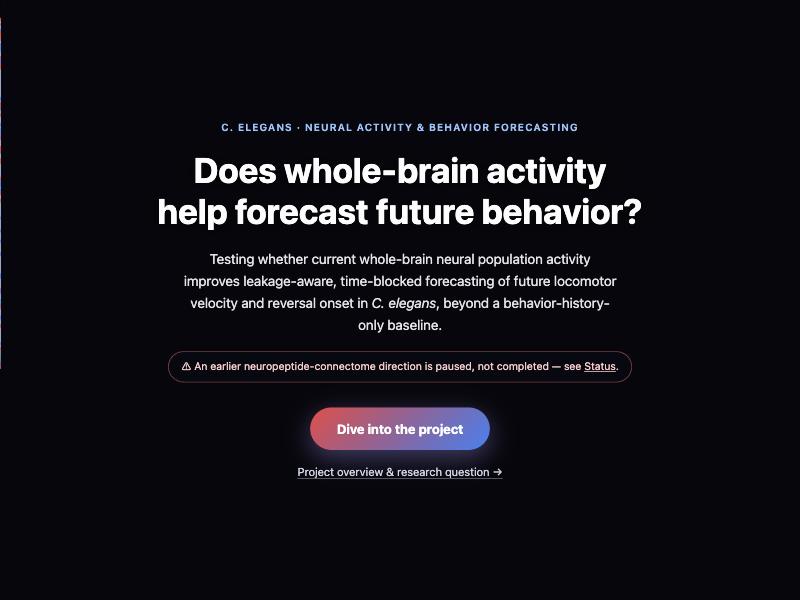 C. ELEGANS · NEURAL ACTIVITY & BEHAVIOR FORECASTING
Does whole-brain activity
help forecast future behavior?
Testing whether current whole-brain neural population activity
improves leakage-aware, time-blocked forecasting of future locomotor
velocity and reversal onset in C. elegans, beyond a behavior-history-
only baseline.
⚠ An earlier neuropeptide-connectome direction is paused, not completed — see Status.
Dive into the project
Project overview & research question →